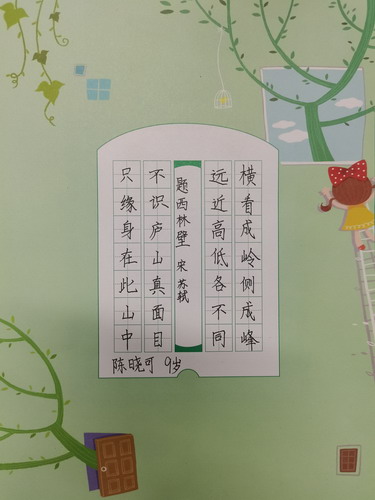 横看成岭侧成峰
远近高低各不同
题西林壁 宋 苏轼
不识庐山真面目
只缘身在此山中
陈晓可 9岁